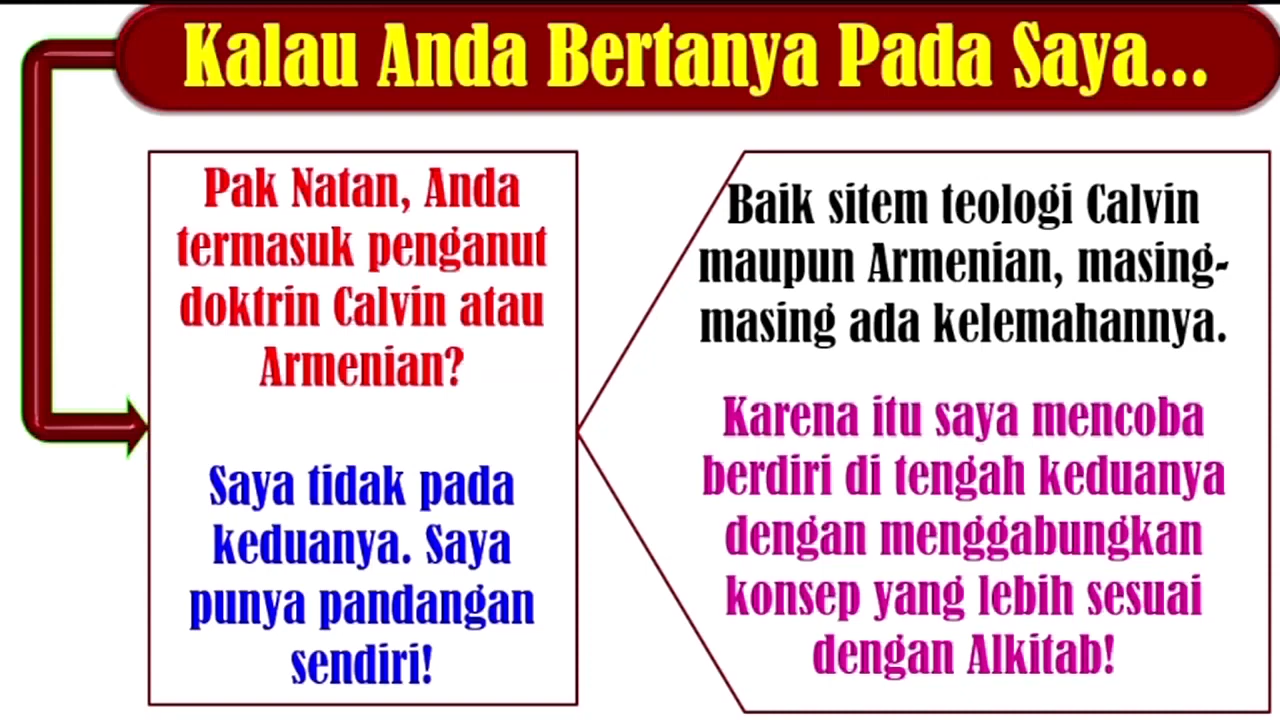 Kalau Anda Bertanya Pada Saya...
Pak Natan, Anda
termasuk penganut
doktrin Calvin atau
Armenian?
Saya tidak pada
keduanya. Saya
punya pandangan
sendiri!
Baik sitem teologi Calvin
maupun Armenian, masing-
masing ada kelemahannya.
Karena itu saya mencoba
berdiri di tengah keduanya
dengan menggabungkan
konsep yang lebih sesuai
dengan Alkitab!